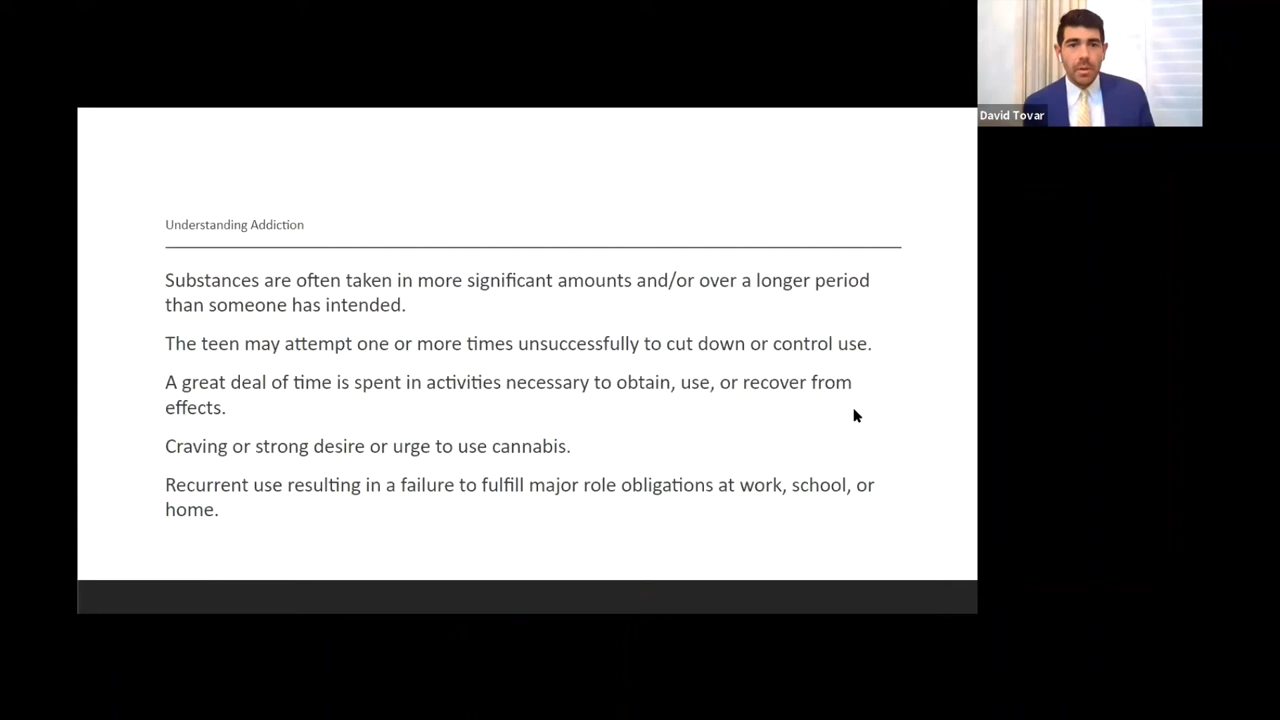 David Tovar
Understanding Addiction
Substances are often taken in more significant amounts and/or over a longer period
than someone has intended.
The teen may attempt one or more times unsuccessfully to cut down or control use.
A great deal of time is spent in activities necessary to obtain, use, or recover from
effects.
Craving or strong desire or urge to use cannabis.
Recurrent use resulting in a failure to fulfill major role obligations at work, school, or
home.